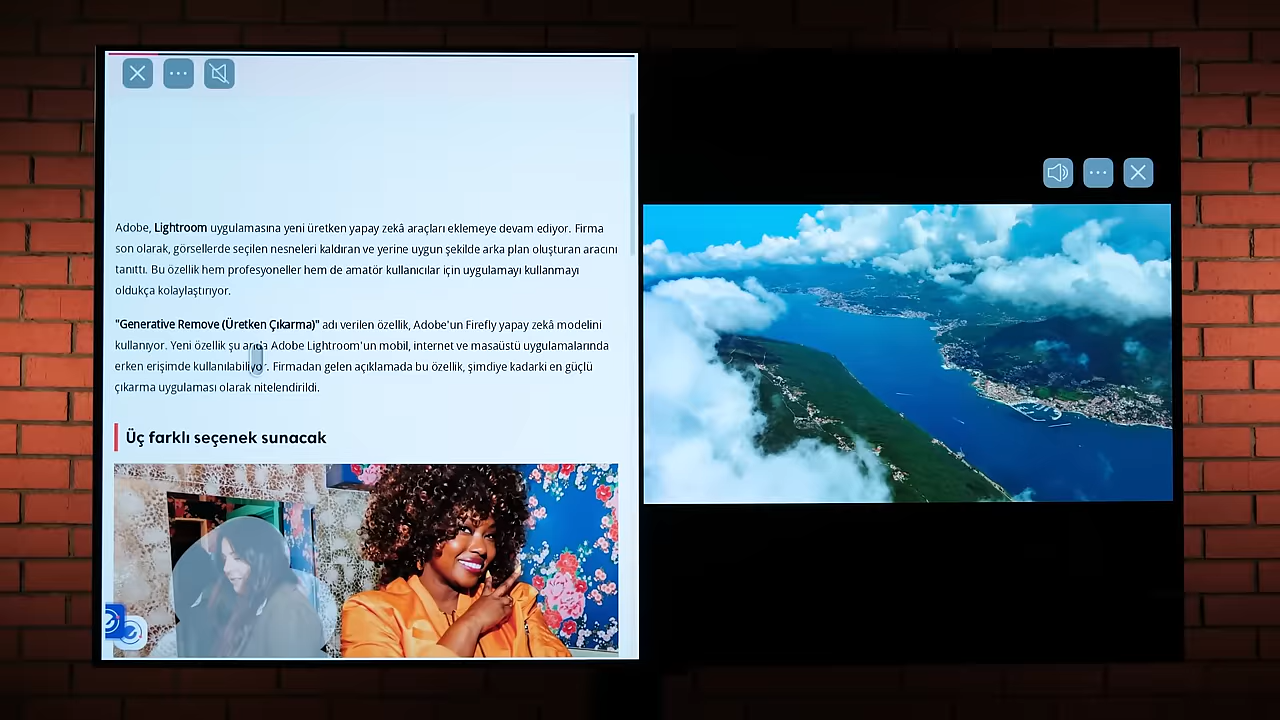 Adobe, Lightroom uygulamasına yeni üretken yapay zekâ araçları eklemeye devam ediyor. Firma
son olarak, görsellerde seçilen nesneleri kaldıran ve yerine uygun şekilde arka plan oluşturan aracını
tanıttı. Bu özellik hem profesyoneller hem de amatör kullanıcılar için uygulamayı kullanmayı
oldukça kolaylaştırıyor.
"Generative Remove (Üretken Çıkarma)" adı verilen özellik, Adobe'un Firefly yapay zekâ modelini
kullanıyor. Yeni özellik şu anda Adobe Lightroom'un mobil, internet ve masaüstü uygulamalarında
erken erişimde kullanılabiliyor. Firmadan gelen açıklamada bu özellik, şimdiye kadarki en güçlü
çıkarma uygulaması olarak nitelendirildi.
Üç farklı seçenek sunacak